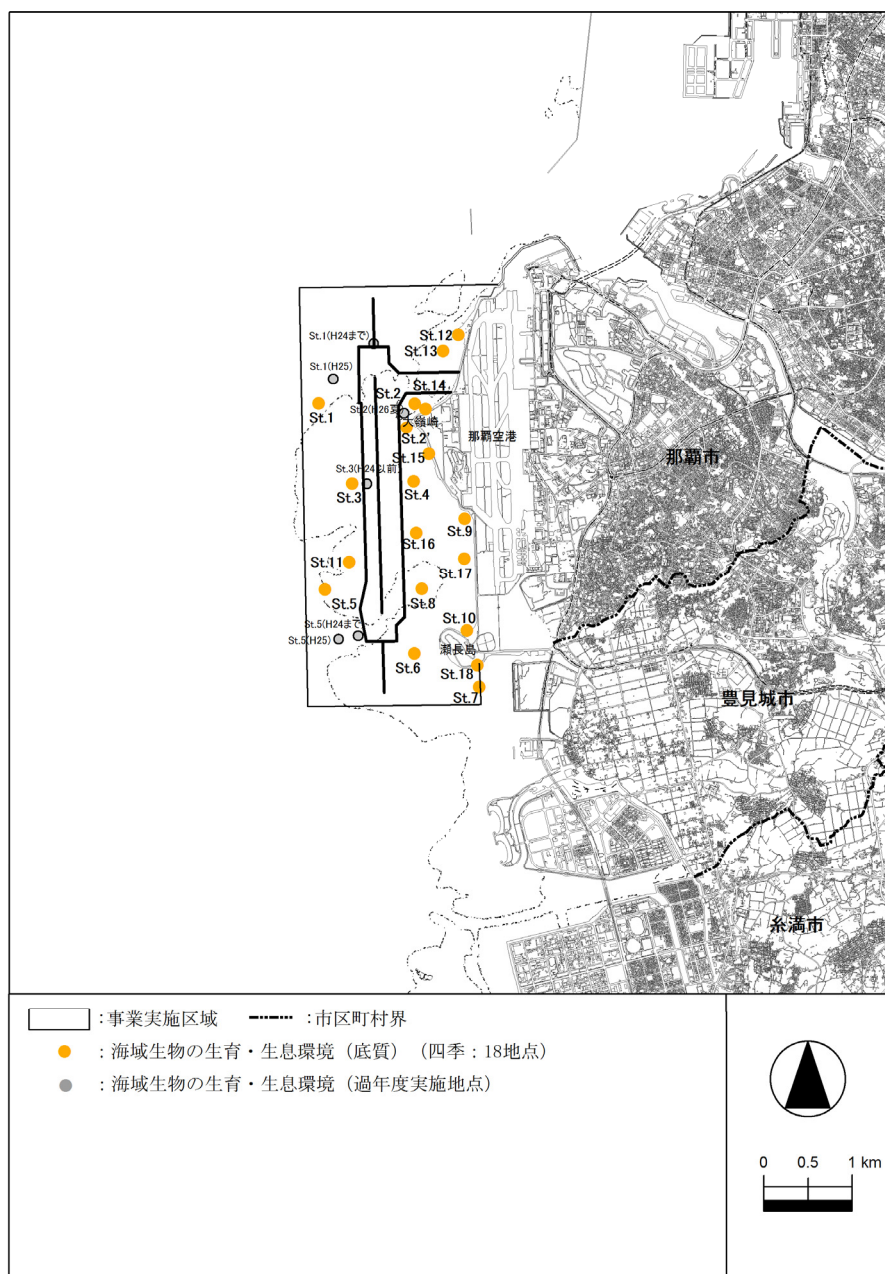 St.12
St.1(H24まで)
St.13
St.1(H25)
St.14
St.2
St.1
St.2(H26夏)
大嶺崎
那覇空港
St.2'
St.15
那覇市
St.3(H24以前)
St.4
St.3
St.9
St.16
St.11
St.17
St.5
St.8
St.10
St.5(H24まで)
St.5(H25)
瀬長島
St.6
St.18
St.7
豊見城市
糸満市
:事業実施区域
:市区町村界
:海域生物の生育・生息環境(底質)(四季:18地点)
:海域生物の生育・生息環境(過年度実施地点)
0 0.5 1 km